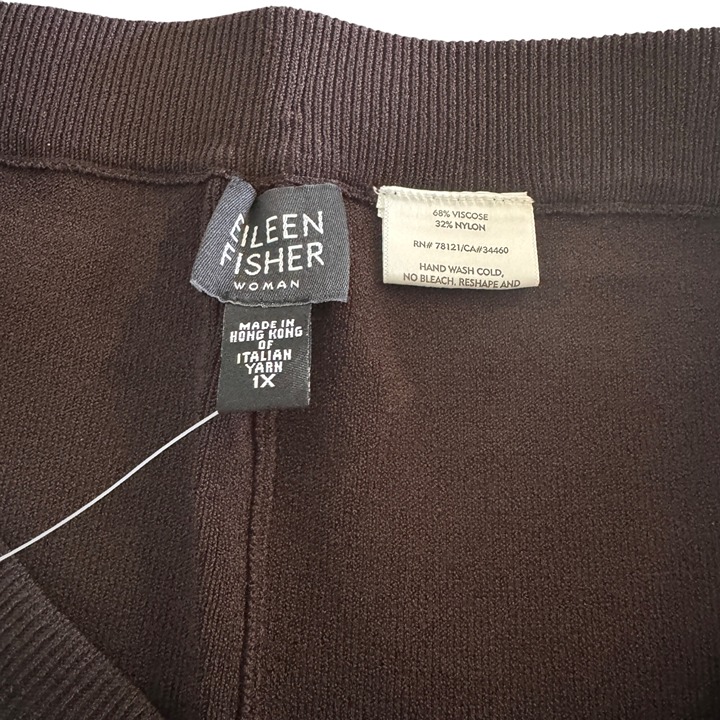 EILEEN
FISHER
WOMAN
MADE IN
HONG KONG
OF
ITALIAN
YARN
1X
68% VISCOSE
32% NYLON
RN# 78121/CA#34460
HAND WASH COLD,
NO BLEACH, RESHAPE AND